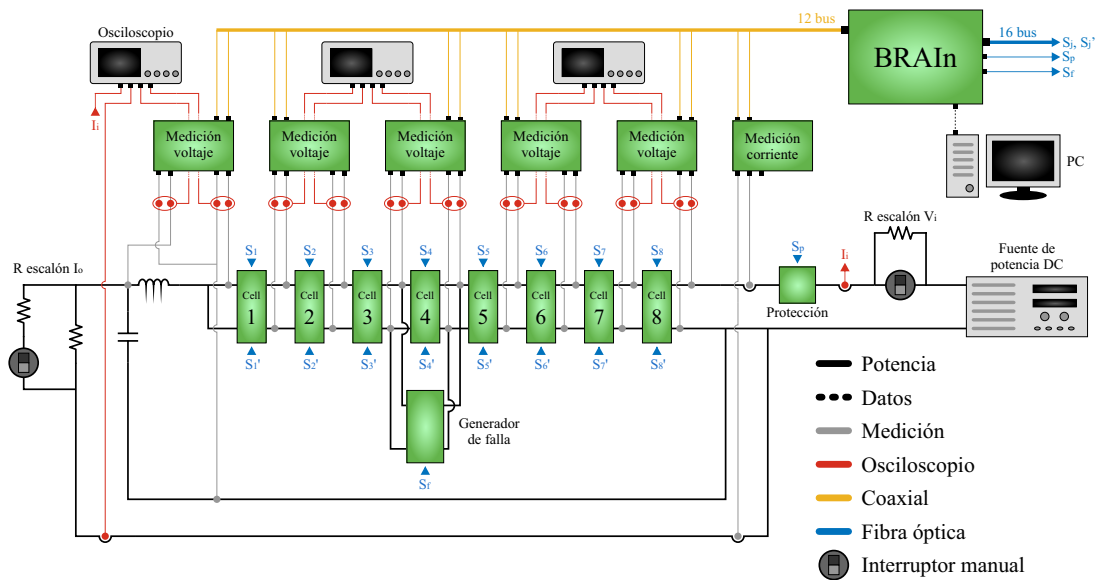 12 bus
Osciloscopio
BRAIn
16 bus
Sj, Sj'
Sp
Sf
Ii
Medición
voltaje
Medición
voltaje
Medición
voltaje
Medición
voltaje
Medición
voltaje
Medición
corriente
PC
R escalón Vi
R escalón Io
S1
S2
S3
S4
S5
S6
S7
S8
Sp
Ii
Fuente de
potencia DC
Cell
1
Cell
2
Cell
3
Cell
4
Cell
5
Cell
6
Cell
7
Cell
8
Protección
S1'
S2'
S3'
S4'
S5'
S6'
S7'
S8'
Generador
de falla
Sf
Potencia
Datos
Medición
Osciloscopio
Coaxial
Fibra óptica
Interruptor manual